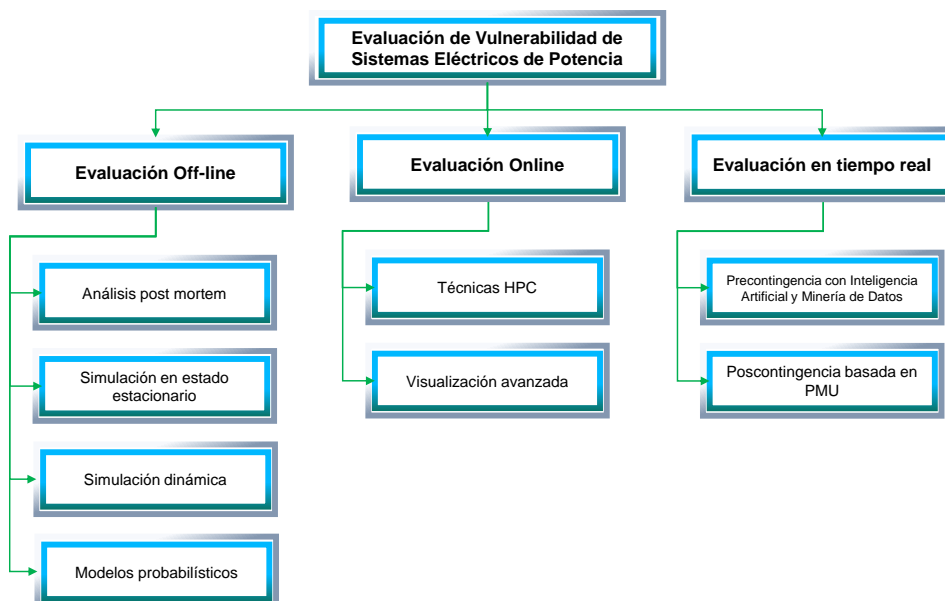 Evaluación de Vulnerabilidad de
Sistemas Eléctricos de Potencia
Evaluación Off-line
Análisis post mortem
Simulación en estado
estacionario
Simulación dinámica
Modelos probabilísticos
Evaluación Online
Técnicas HPC
Visualización avanzada
Evaluación en tiempo real
Precontingencia con Inteligencia
Artificial y Minería de Datos
Poscontingencia basada en
PMU